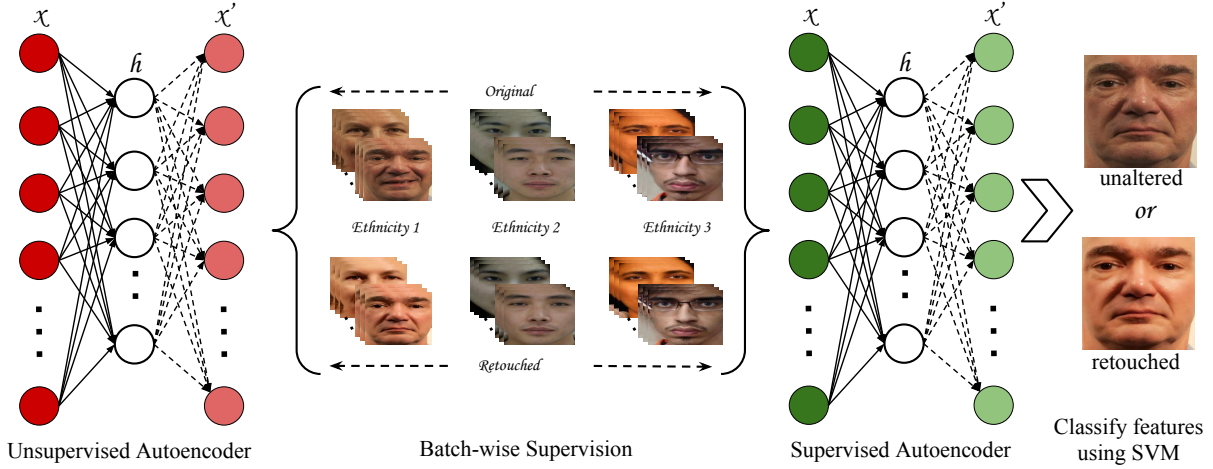 x
x'
h
Original
Ethnicity 1
Ethnicity 2
Ethnicity 3
Retouched
x
x'
h
unaltered
or
retouched
Unsupervised Autoencoder
Batch-wise Supervision
Supervised Autoencoder
Classify features
using SVM